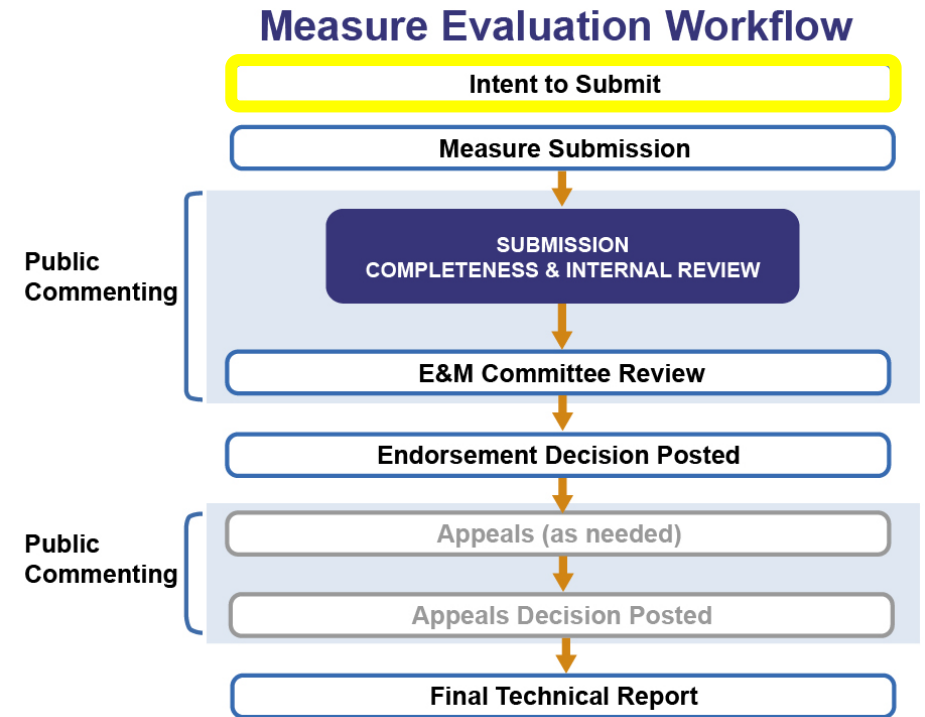 Measure Evaluation Workflow
Intent to Submit
Measure Submission
Public
Commenting
SUBMISSION
COMPLETENESS & INTERNAL REVIEW
E&M Committee Review
Endorsement Decision Posted
Public
Commenting
Appeals (as needed)
Appeals Decision Posted
Final Technical Report